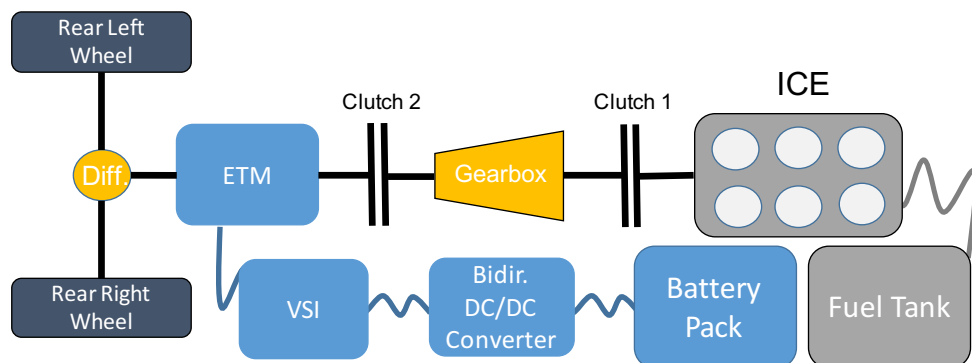 Rear Left
Wheel
ICE
Clutch 2
Clutch 1
Diff.
ETM
Gearbox
Rear Right
Wheel
VSI
Bidir.
DC/DC
Converter
Battery
Pack
Fuel Tank